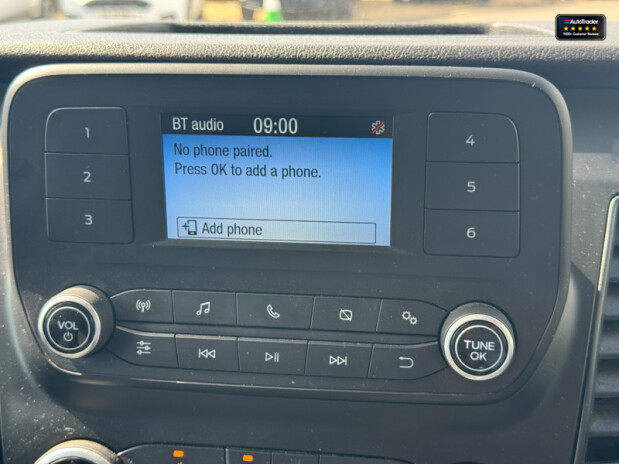 AutoTrader
BT audio 09:00
No phone paired.
Press OK to add a phone.
Add phone
1
2
3
4
5
6
VOL
TUNE
OK